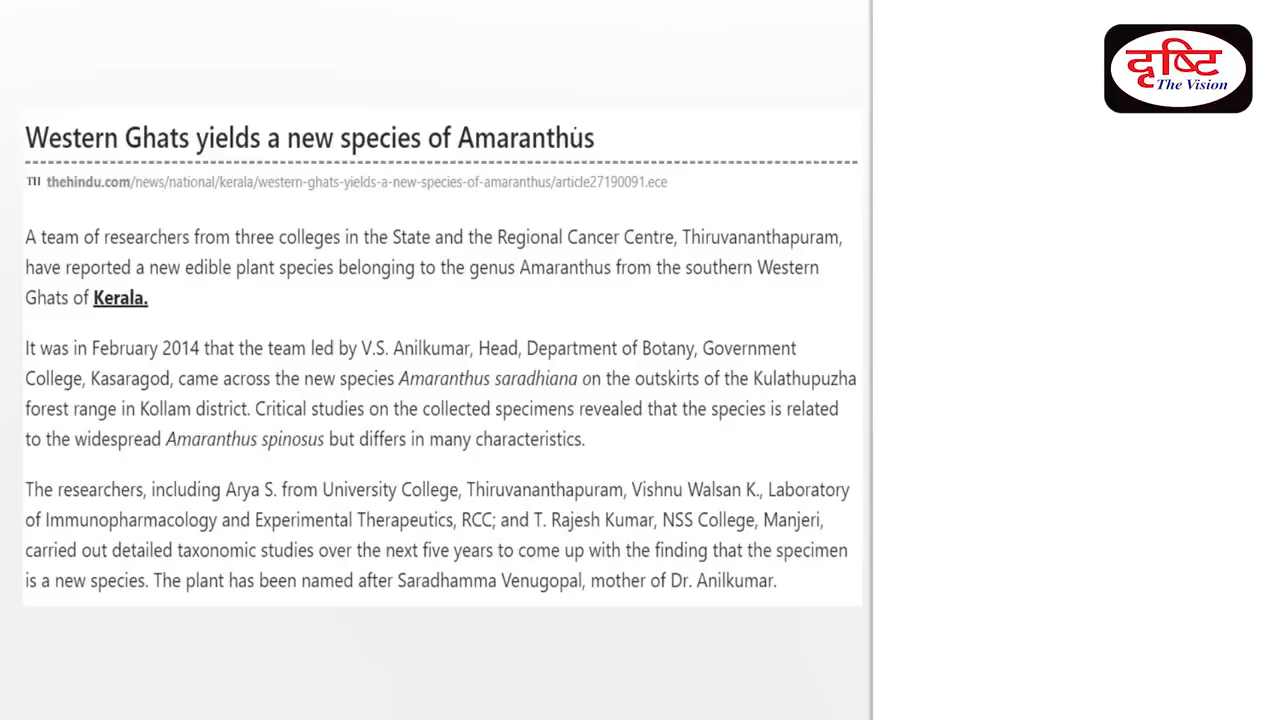 दृष्टि
The Vision
Western Ghats yields a new species of Amaranthus
TH thehindu.com/news/national/kerala/western-ghats-yields-a-new-species-of-amaranthus/article27190091.ece
A team of researchers from three colleges in the State and the Regional Cancer Centre, Thiruvananthapuram,
have reported a new edible plant species belonging to the genus Amaranthus from the southern Western
Ghats of Kerala.
It was in February 2014 that the team led by V.S. Anilkumar, Head, Department of Botany, Government
College, Kasaragod, came across the new species Amaranthus saradhiana on the outskirts of the Kulathupuzha
forest range in Kollam district. Critical studies on the collected specimens revealed that the species is related
to the widespread Amaranthus spinosus but differs in many characteristics.
The researchers, including Arya S. from University College, Thiruvananthapuram, Vishnu Walsan K., Laboratory
of Immunopharmacology and Experimental Therapeutics, RCC; and T. Rajesh Kumar, NSS College, Manjeri,
carried out detailed taxonomic studies over the next five years to come up with the finding that the specimen
is a new species. The plant has been named after Saradhamma Venugopal, mother of Dr. Anilkumar.